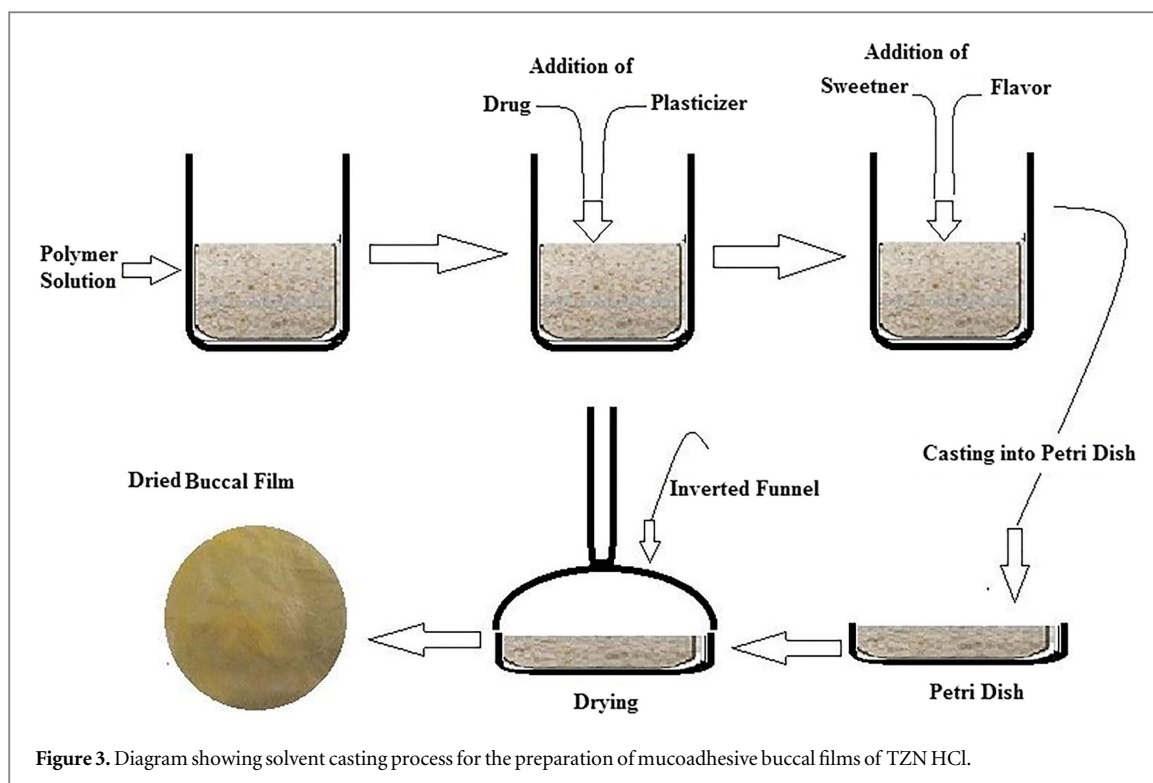 Addition of
Drug Plasticizer
Addition of
Sweetner Flavor
Polymer
Solution
Casting into Petri Dish
Dried Buccal Film
Inverted Funnel
Drying
Petri Dish
Figure 3. Diagram showing solvent casting process for the preparation of mucoadhesive buccal films of TZN HCl.